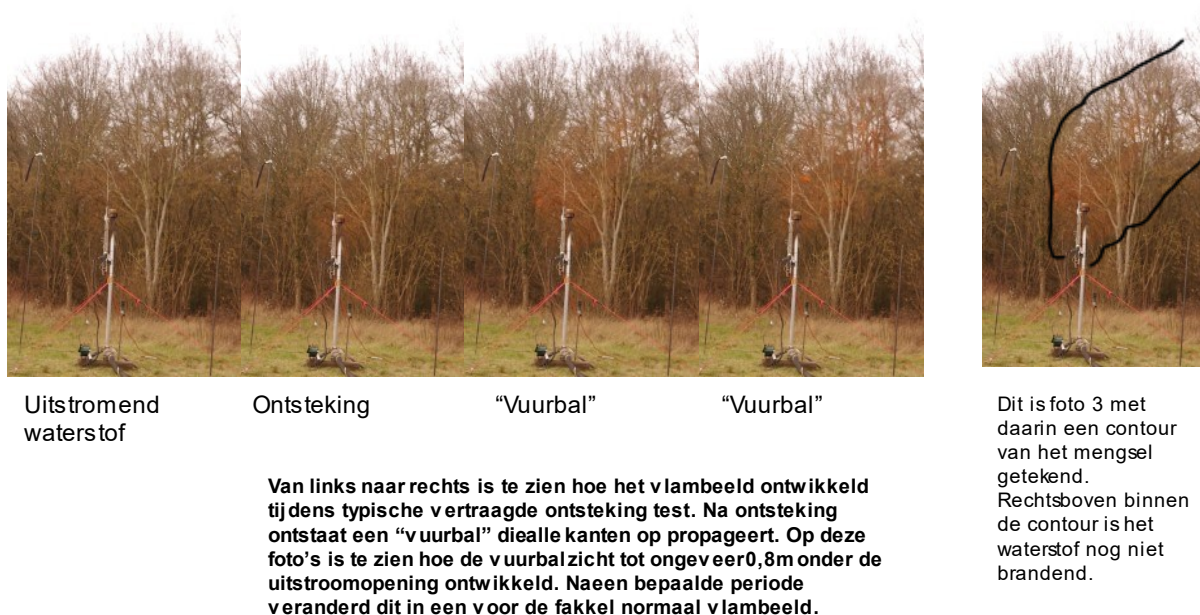 Uitstromend
waterstof
Ontsteking
“Vuurbal”
“Vuurbal”
Dit is foto 3 met
daarin een contour
van het mengsel
getekend.
Rechtsboven binnen
de contour is het
waterstof nog niet
brandend.
Van links naar rechts is te zien hoe het vlambeeld ontwikkeld
tijdens typische vertraagde ontsteking test. Na ontsteking
ontstaat een “vuurbal” diealle kanten op propageert. Op deze
foto’s is te zien hoe de vuurbalzicht tot ongeveer0,8m onder de
uitstroomopening ontwikkeld. Naeen bepaalde periode
veranderd dit in een voor de fakkel normaal vlambeeld.